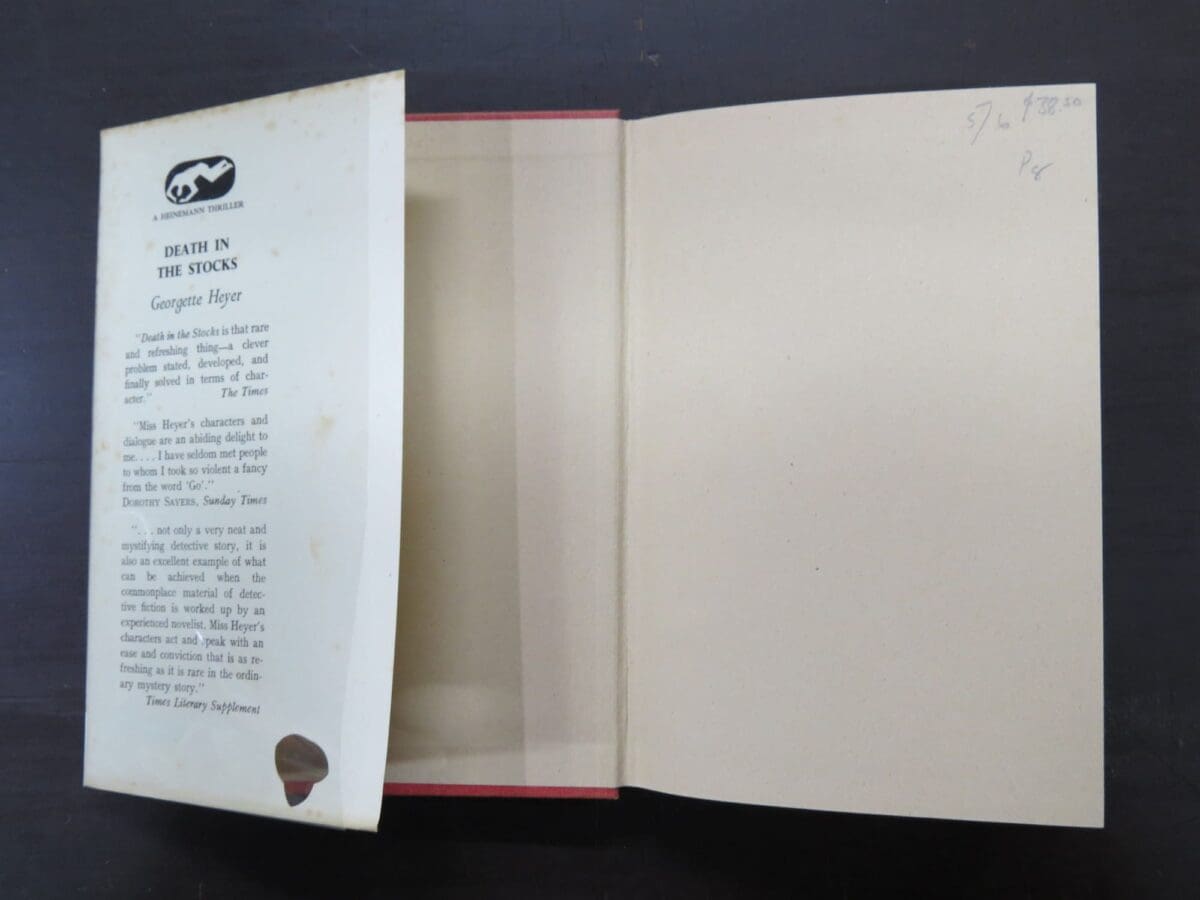 A HEINEMANN THRILLER
DEATH IN
THE STOCKS
Georgette Heyer
"Death in the Stocks is that rare
and refreshing thing—a clever
problem stated, developed, and
finally solved in terms of char-
acter." The Times
"Miss Heyer's characters and
dialogue are an abiding delight to
me. . . . I have seldom met people
to whom I took so violent a fancy
from the word 'Go'."
DOROTHY SAYERS, Sunday Times
". . . not only a very neat and
mystifying detective story, it is
also an excellent example of what
can be achieved when the
commonplace material of detec-
tive fiction is worked up by an
experienced novelist. Miss Heyer's
characters act and speak with an
ease and conviction that is as re-
freshing as it is rare in the ordin-
ary mystery story."
Times Literary Supplement
$38.50